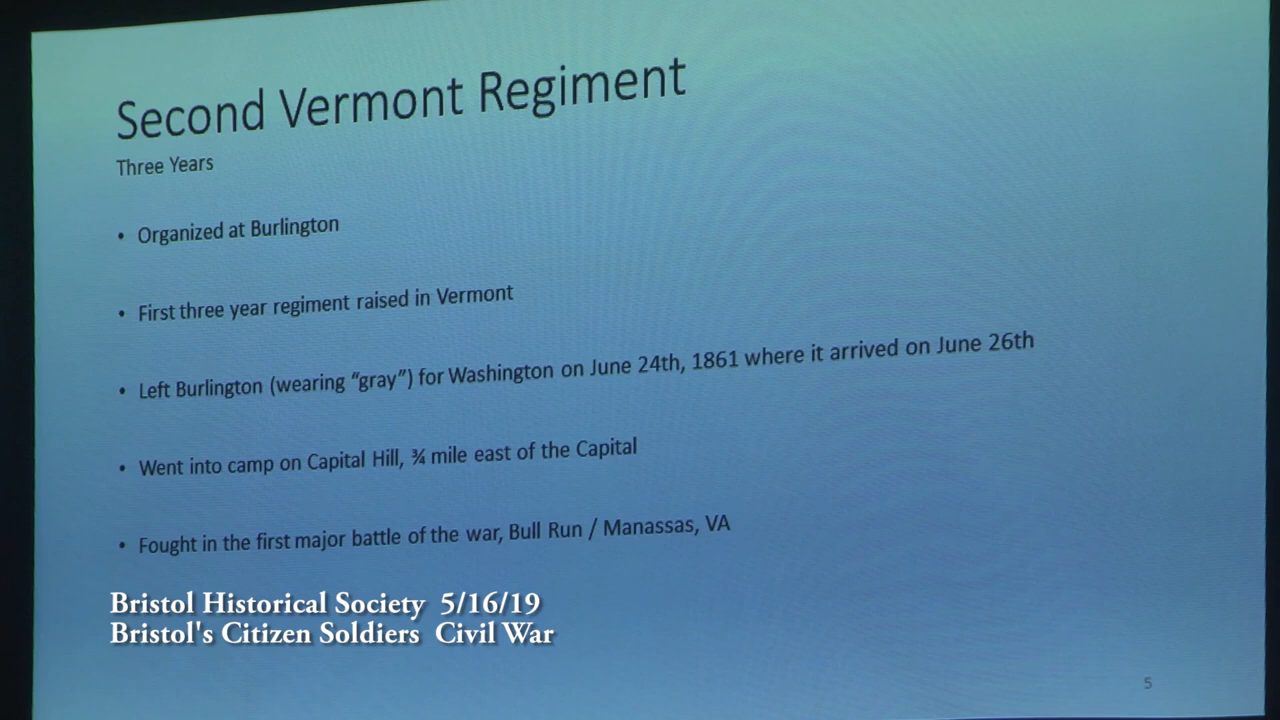 Second Vermont Regiment
Three Years
• Organized at Burlington
• First three year regiment raised in Vermont
• Left Burlington (wearing “gray”) for Washington on June 24th, 1861 where it arrived on June 26th
• Went into camp on Capital Hill, ¾ mile east of the Capital
• Fought in the first major battle of the war, Bull Run / Manassas, VA
Bristol Historical Society 5/16/19
Bristol's Citizen Soldiers Civil War
5